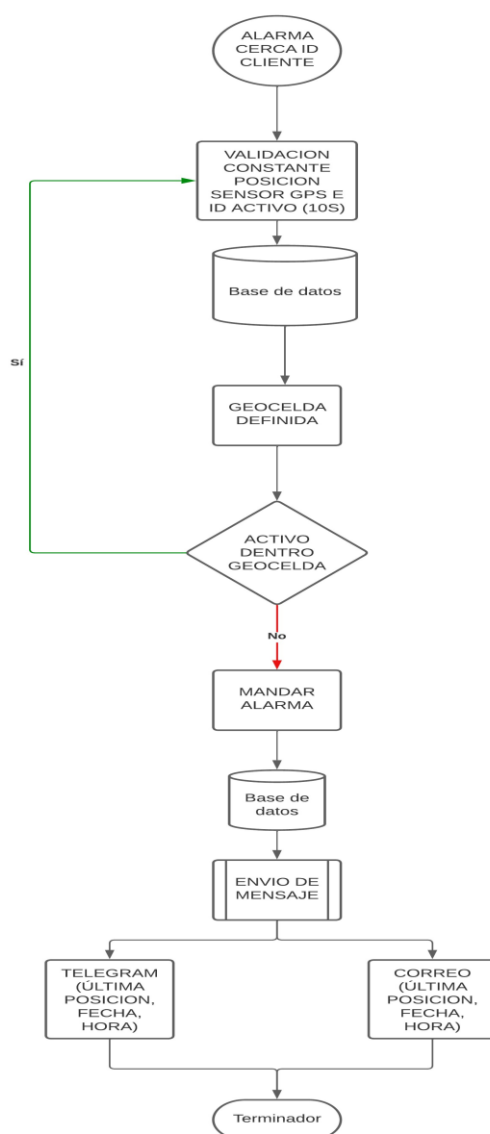 ALARMA
CERCA ID
CLIENTE
VALIDACION
CONSTANTE
POSICION
SENSOR GPS E
ID ACTIVO (10S)
Base de datos
Sí
GEOCELDA
DEFINIDA
ACTIVO
DENTRO
GEOCELDA
No
MANDAR
ALARMA
Base de
datos
ENVIO DE
MENSAJE
TELEGRAM
(ÚLTIMA
POSICION,
FECHA,
HORA)
CORREO
(ÚLTIMA
POSICION,
FECHA,
HORA)
Terminador